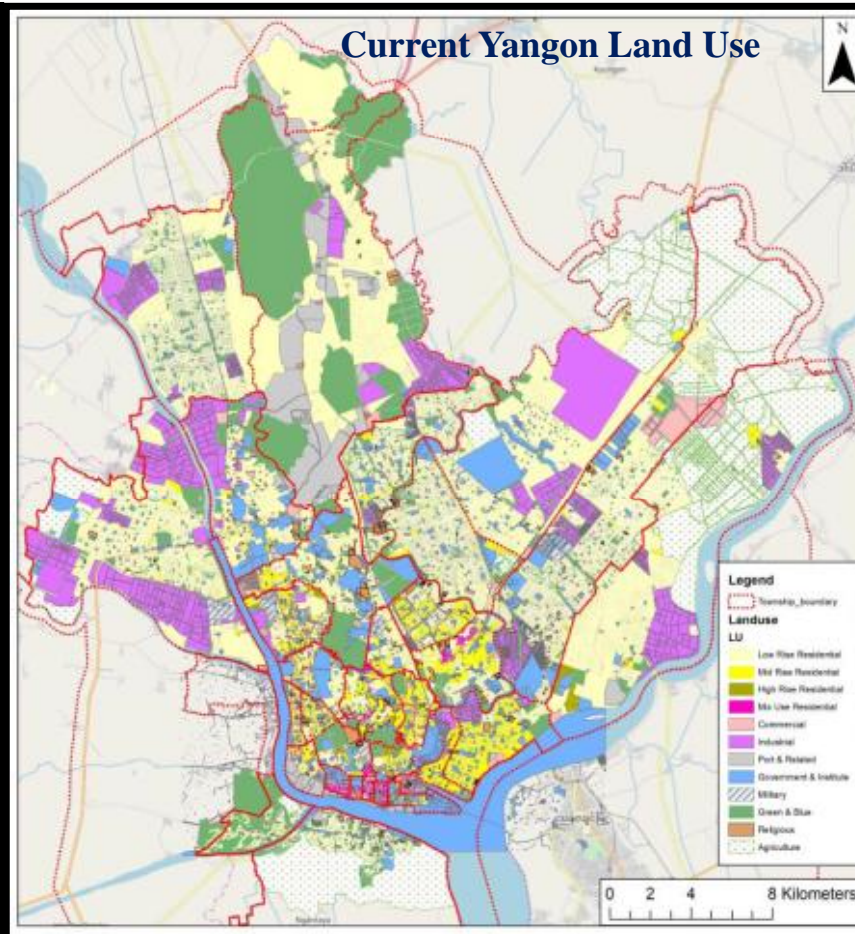 Current Yangon Land Use
N
Legend
Township_boundary
Landuse
LU
Low Rise Residential
Mid Rise Residential
High Rise Residential
Mix Use Residential
Commercial
Industrial
Port & Related
Government & Institute
Military
Green & Blue
Religious
Agriculture
0 2 4 8 Kilometers